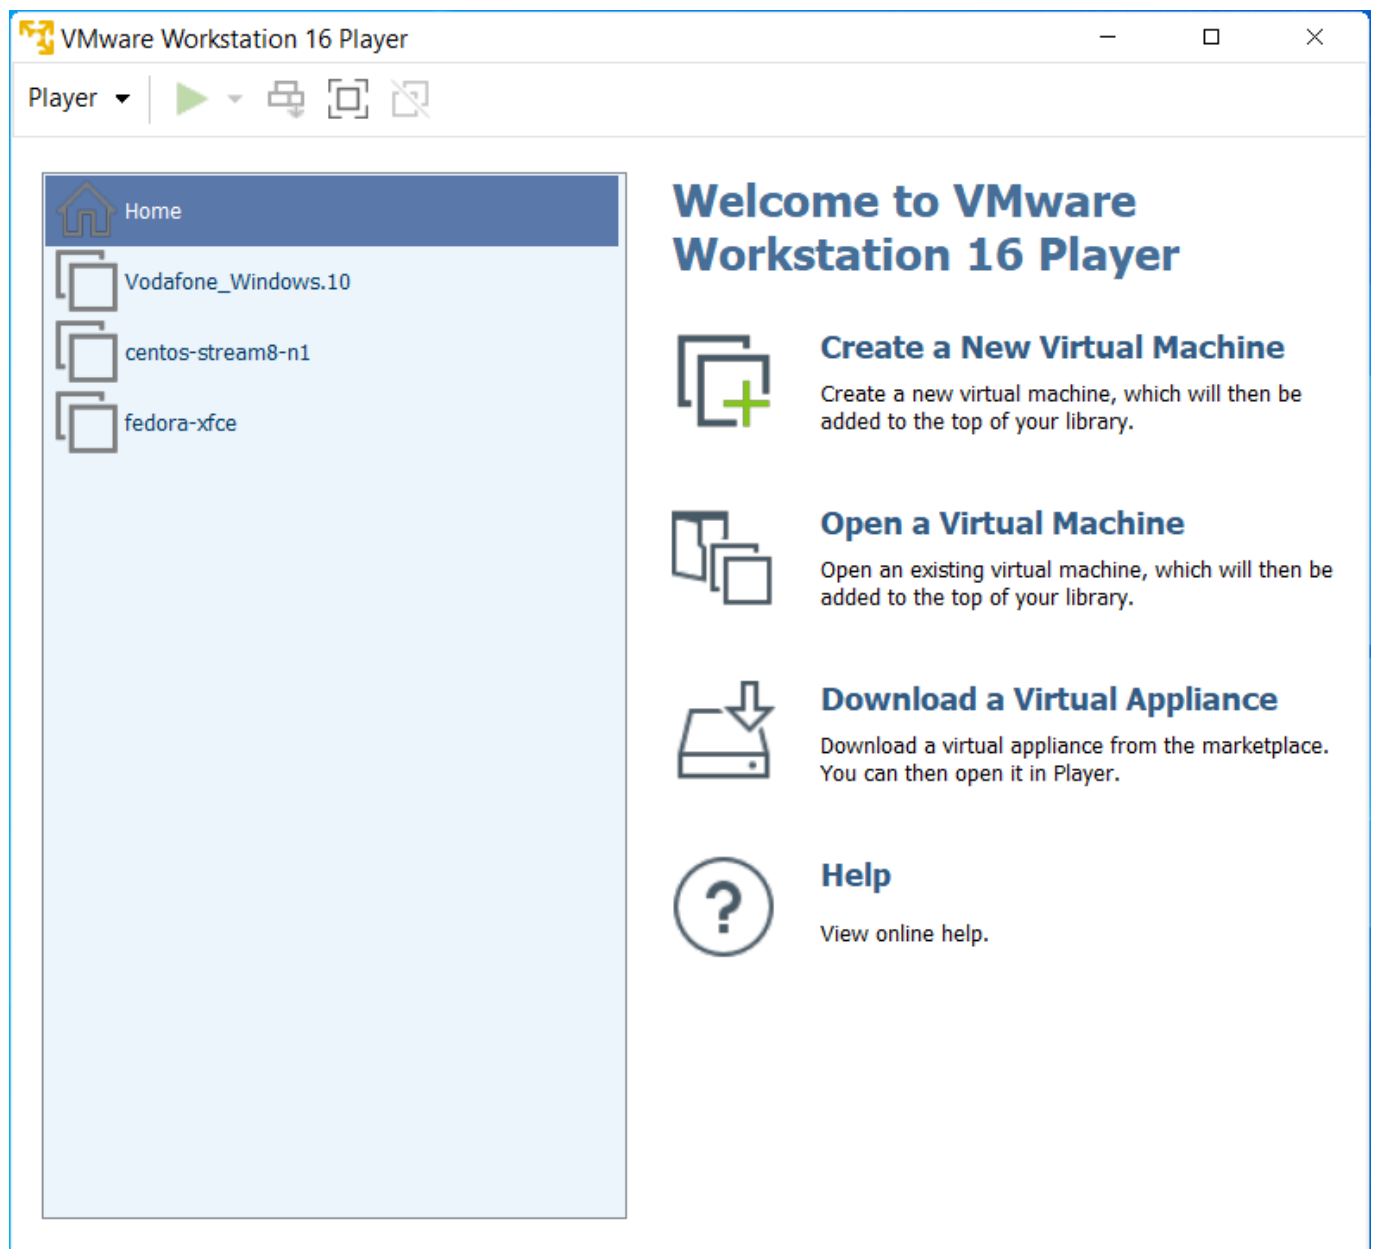 VMware Workstation 16 Player
Player
Home
Vodafone_Windows.10
centos-stream8-n1
fedora-xfce
Welcome to VMware
Workstation 16 Player
Create a New Virtual Machine
Create a new virtual machine, which will then be
added to the top of your library.
Open a Virtual Machine
Open an existing virtual machine, which will then be
added to the top of your library.
Download a Virtual Appliance
Download a virtual appliance from the marketplace.
You can then open it in Player.
Help
View online help.